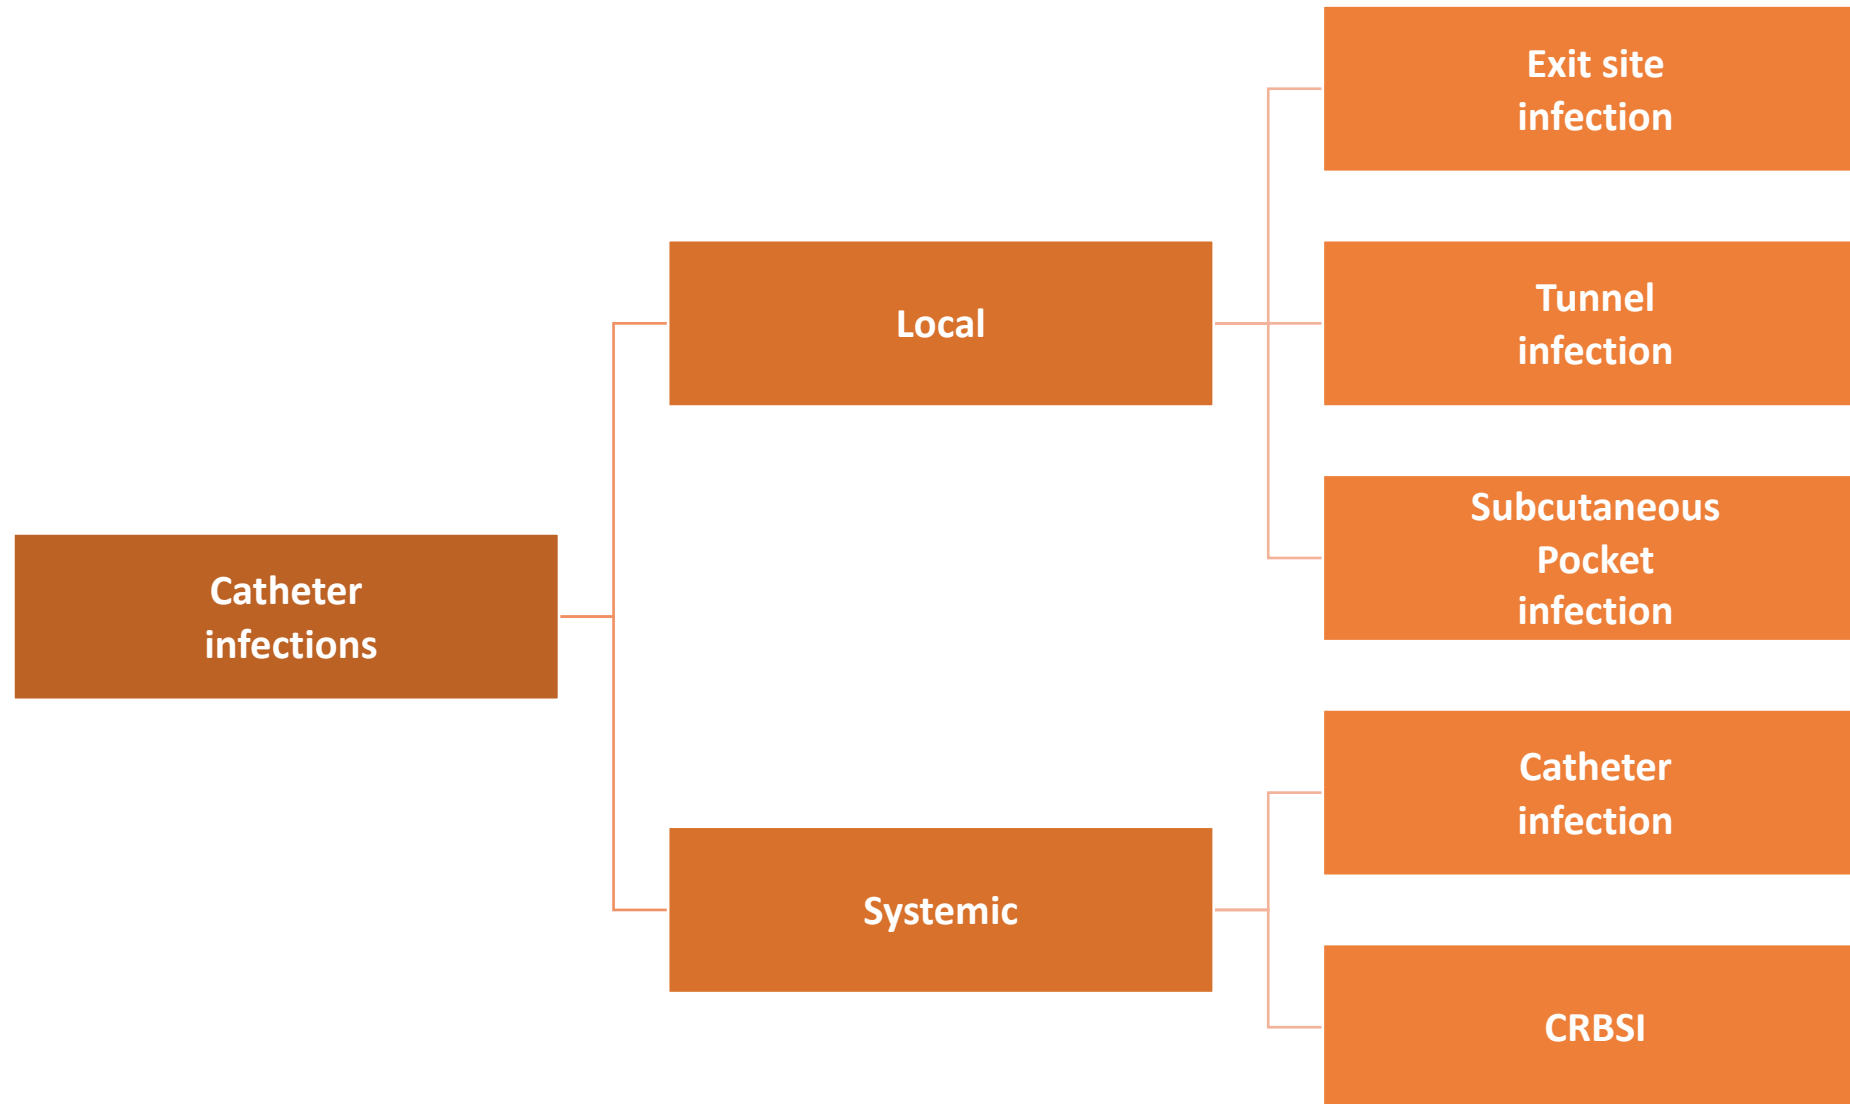 Catheter
infections
Local
Exit site
infection
Tunnel
infection
Subcutaneous
Pocket
infection
Systemic
Catheter
infection
CRBSI